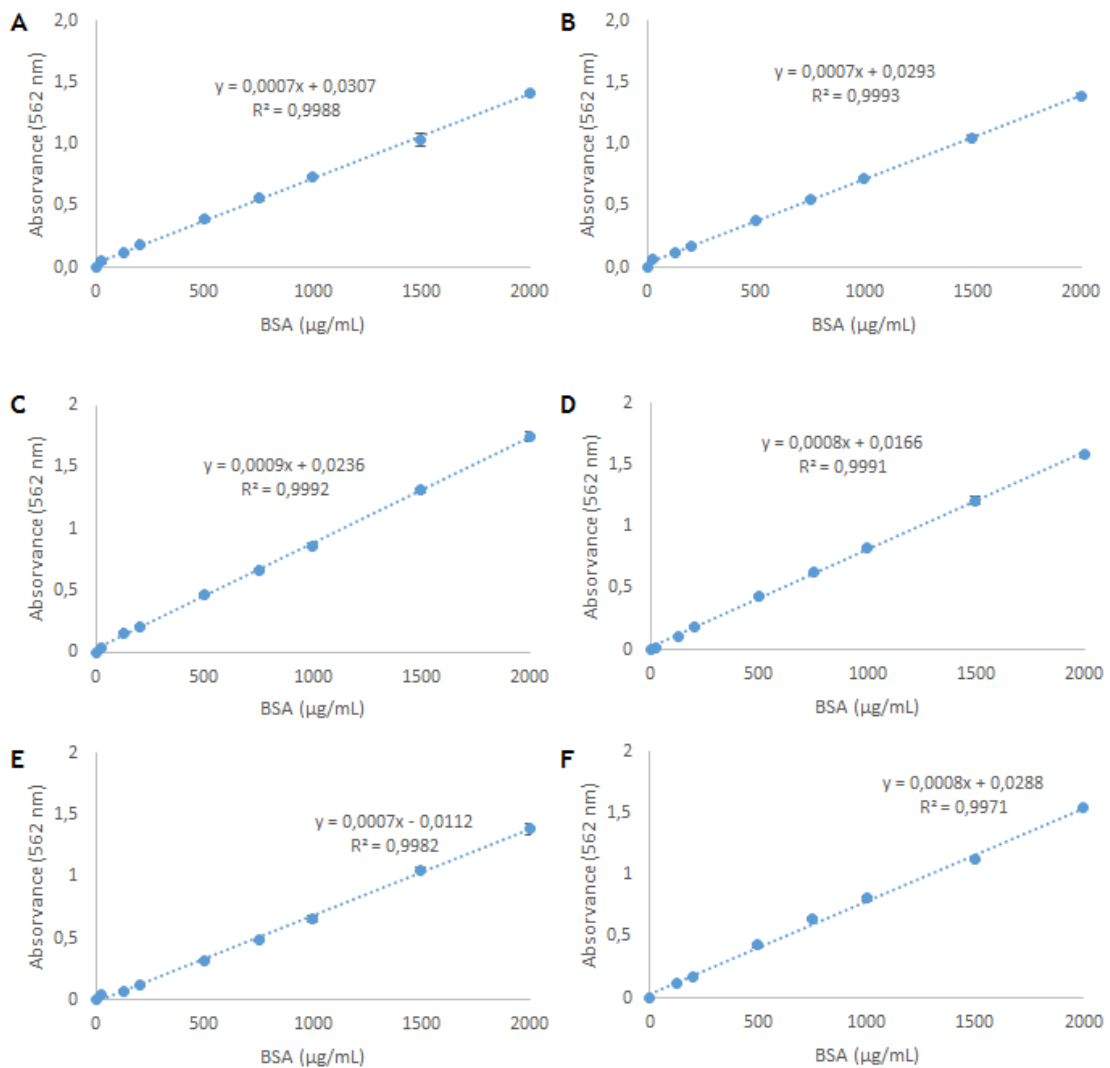 A
2,0
1,5
1,0
0,5
0,0
Absorvance (562 nm)
y = 0,0007x + 0,0307
R² = 0,9988
0 500 1000 1500 2000
BSA (µg/mL)
B
2,0
1,5
1,0
0,5
0,0
Absorvance (562 nm)
y = 0,0007x + 0,0293
R² = 0,9993
0 500 1000 1500 2000
BSA (µg/mL)
C
2
1,5
1
0,5
0
Absorvance (562 nm)
y = 0,0009x + 0,0236
R² = 0,9992
0 500 1000 1500 2000
BSA (µg/mL)
D
2
1,5
1
0,5
0
Absorvance (562 nm)
y = 0,0008x + 0,0166
R² = 0,9991
0 500 1000 1500 2000
BSA (µg/mL)
E
2
1,5
1
0,5
0
Absorvance (562 nm)
y = 0,0007x - 0,0112
R² = 0,9982
0 500 1000 1500 2000
BSA (µg/mL)
F
2
1,5
1
0,5
0
Absorvance (562 nm)
y = 0,0008x + 0,0288
R² = 0,9971
0 500 1000 1500 2000
BSA (µg/mL)